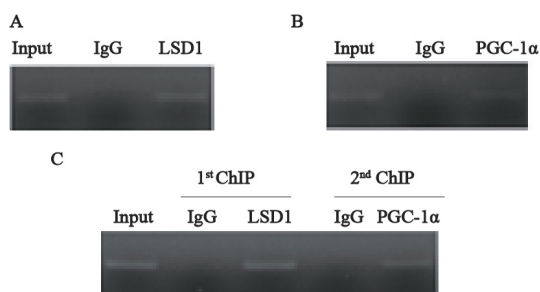 A
Input IgG LSD1
B
Input IgG PGC-1α
C
1st ChIP 2nd ChIP
Input IgG LSD1 IgG PGC-1α